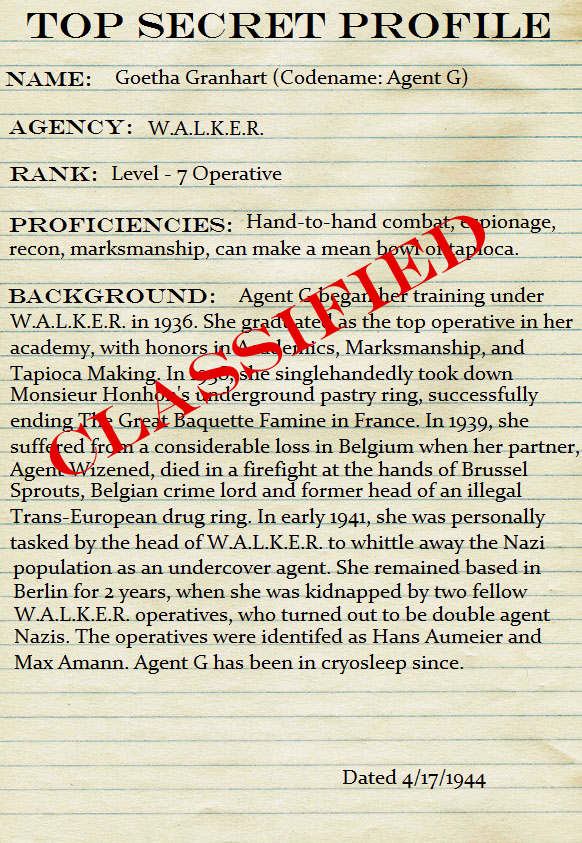 TOP SECRET PROFILE
NAME: Goetha Granhart (Codename: Agent G)
AGENCY: W.A.L.K.E.R.
RANK: Level - 7 Operative
PROFICIENCIES: Hand-to-hand combat, espionage,
recon, marksmanship, can make a mean bowl of tapioca.
BACKGROUND: Agent G began her training under
W.A.L.K.E.R. in 1936. She graduated as the top operative in her
academy, with honors in Academics, Marksmanship, and
Tapioca Making. In 1938, she singlehandedly took down
Monsieur Honhon's underground pastry ring, successfully
ending The Great Baquette Famine in France. In 1939, she
suffered from a considerable loss in Belgium when her partner,
Agent Wizened, died in a firefight at the hands of Brussel
Sprouts, Belgian crime lord and former head of an illegal
Trans-European drug ring. In early 1941, she was personally
tasked by the head of W.A.L.K.E.R. to whittle away the Nazi
population as an undercover agent. She remained based in
Berlin for 2 years, when she was kidnapped by two fellow
W.A.L.K.E.R. operatives, who turned out to be double agent
Nazis. The operatives were identifed as Hans Aumeier and
Max Amann. Agent G has been in cryosleep since.
CLASSIFIED
Dated 4/17/1944